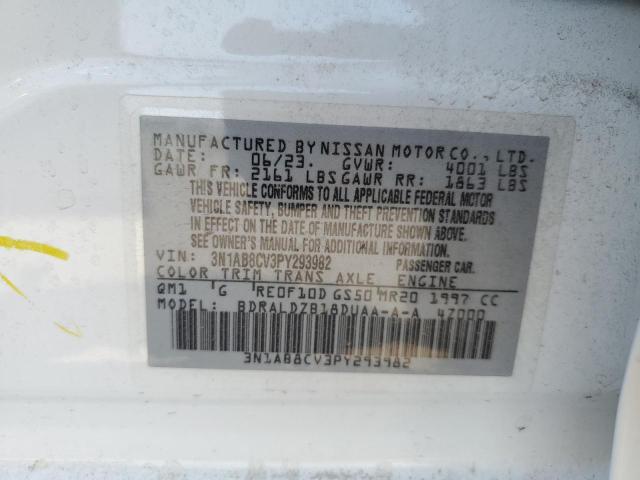 MANUFACTURED BY NISSAN MOTOR CO., LTD.
DATE: 06/23. GVWR: 4001 LBS
GAWR FR: 2161 LBS GAWR RR: 1863 LBS
THIS VEHICLE CONFORMS TO ALL APPLICABLE FEDERAL MOTOR
VEHICLE SAFETY, BUMPER AND THEFT PREVENTION STANDARDS
IN EFFECT ON THE DATE OF MANUFACTURE SHOWN ABOVE.
SEE OWNER'S MANUAL FOR ADDITIONAL INFORMATION.
VIN: 3N1AB8CV3PY293982 PASSENGER CAR.
COLOR TRIM TRANS AXLE ENGINE
QM1 G RE0F10D GS50 MR20 1997 CC
MODEL: BDRALDZB18DUAA-A-A 4Z000
3N1AB8CV3PY293982